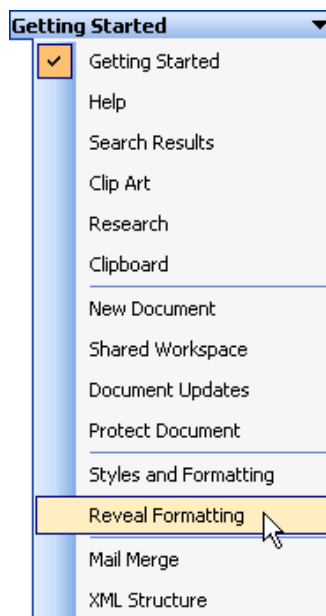 Getting Started
Getting Started
Help
Search Results
Clip Art
Research
Clipboard
New Document
Shared Workspace
Document Updates
Protect Document
Styles and Formatting
Reveal Formatting
Mail Merge
XML Structure